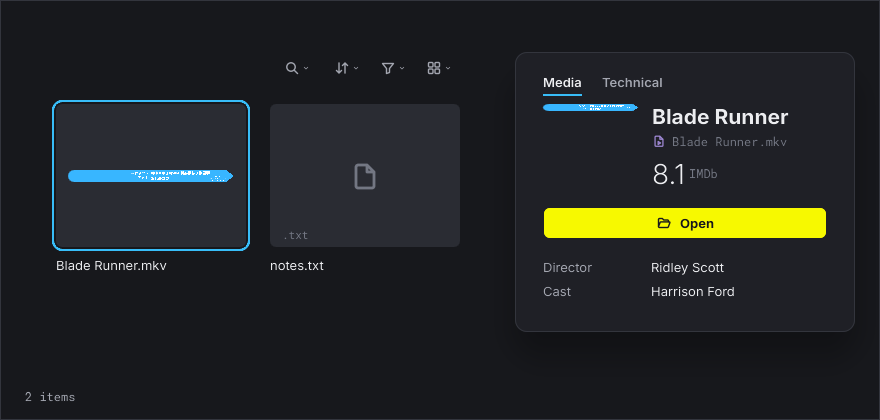 Media Technical
Blade Runner
Blade Runner.mkv
8.1 IMDb
Open
.txt
Blade Runner.mkv notes.txt
Director Ridley Scott
Cast Harrison Ford
2 items